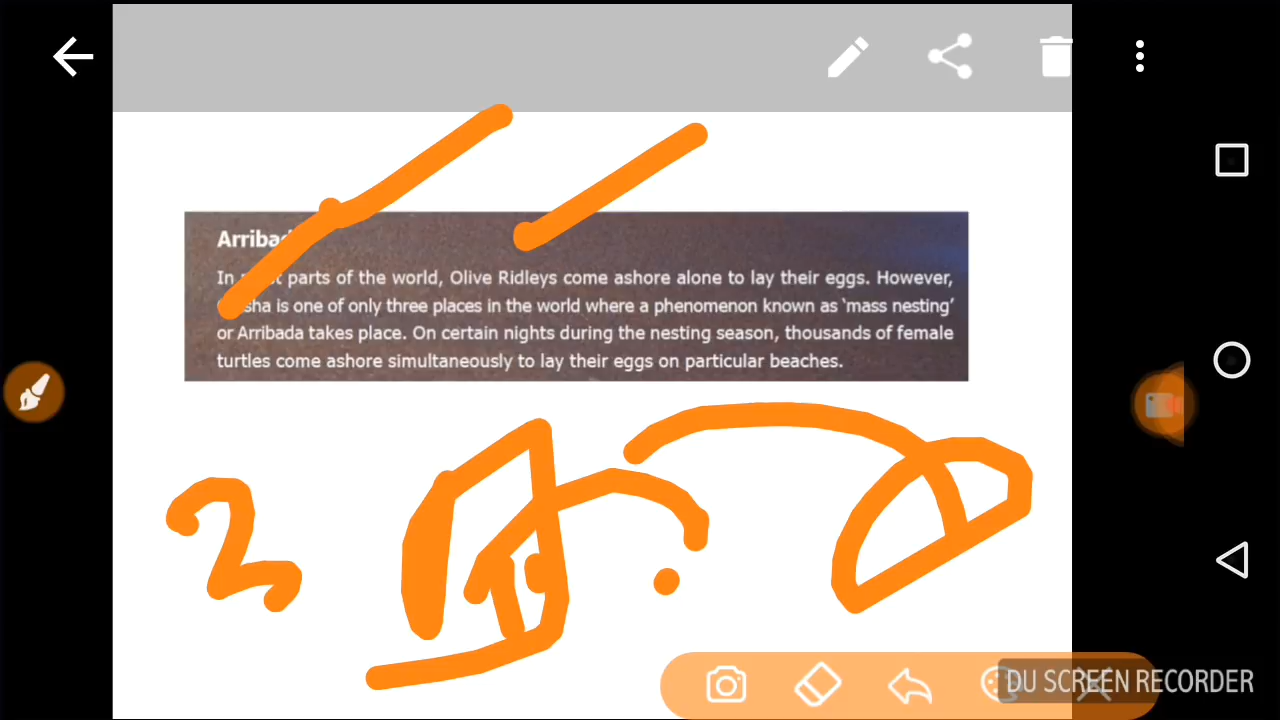 Arribada
In most parts of the world, Olive Ridleys come ashore alone to lay their eggs. However,
is one of only three places in the world where a phenomenon known as ‘mass nesting’
or Arribada takes place. On certain nights during the nesting season, thousands of female
turtles come ashore simultaneously to lay their eggs on particular beaches.
DU SCREEN RECORDER